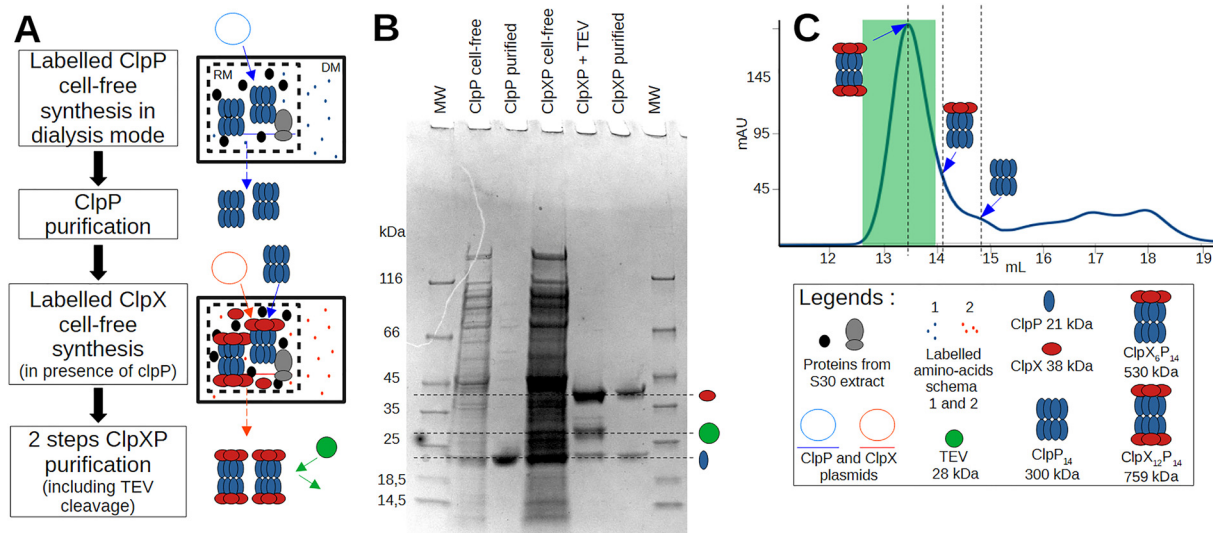 A
Labelled ClpP
cell-free
synthesis in
dialysis mode
ClpP
purification
Labelled ClpX
cell-free
synthesis
(in presence of clpP)
2 steps ClpXP
purification
(including TEV
cleavage)
RM
DM
B
MW
ClpP cell-free
ClpP purified
ClpXP cell-free
ClpXP + TEV
ClpXP purified
MW
kDa
116
66
45
35
25
18,5
14,5
C
mAU
145
95
45
12
13
14
15
16
17
18
19
mL
Legends :
Proteins from
S30 extract
1 2
Labelled
amino-acids
schema
1 and 2
ClpP 21 kDa
ClpX 38 kDa
ClpX₆P₁₄
530 kDa
ClpP and ClpX
plasmids
TEV
28 kDa
ClpP₁₄
300 kDa
ClpX₁₂P₁₄
759 kDa